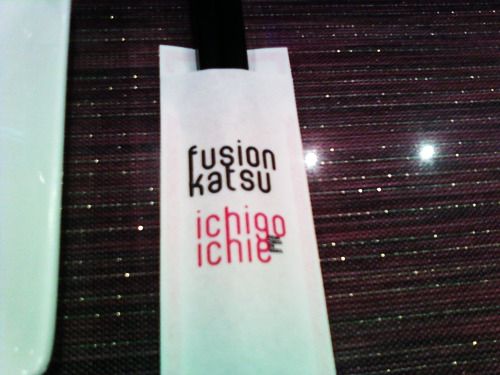 fusion
katsu
ichigo
ichie